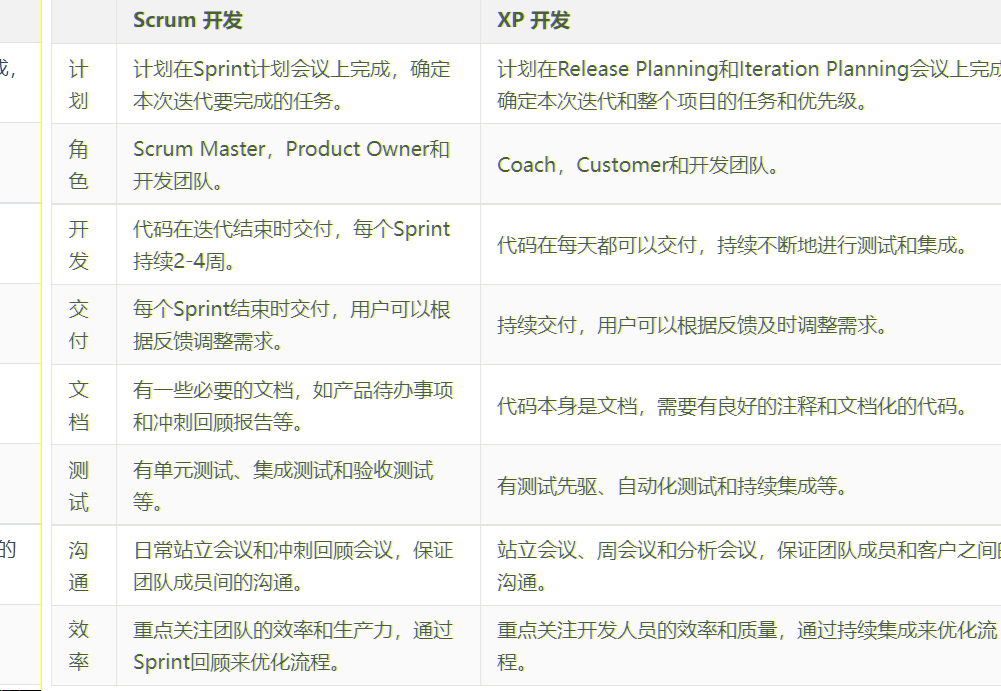 Scrum 开发
XP 开发
成，
计
划
计划在Sprint计划会议上完成，确定
本次迭代要完成的任务。
计划在Release Planning和Iteration Planning会议上完成
确定本次迭代和整个项目的任务和优先级。
角
色
Scrum Master，Product Owner和
开发团队。
Coach，Customer和开发团队。
开
发
代码在迭代结束时交付，每个Sprint
持续2-4周。
代码在每天都可以交付，持续不断地进行测试和集成。
交
付
每个Sprint结束时交付，用户可以根
据反馈调整需求。
持续交付，用户可以根据反馈及时调整需求。
文
档
有一些必要的文档，如产品待办事项
和冲刺回顾报告等。
代码本身是文档，需要有良好的注释和文档化的代码。
测
试
有单元测试、集成测试和验收测试
等。
有测试先驱、自动化测试和持续集成等。
的
沟
通
日常站立会议和冲刺回顾会议，保证
团队成员间的沟通。
站立会议、周会议和分析会议，保证团队成员和客户之间的
沟通。
效
率
重点关注团队的效率和生产力，通过
Sprint回顾来优化流程。
重点关注开发人员的效率和质量，通过持续集成来优化流
程。